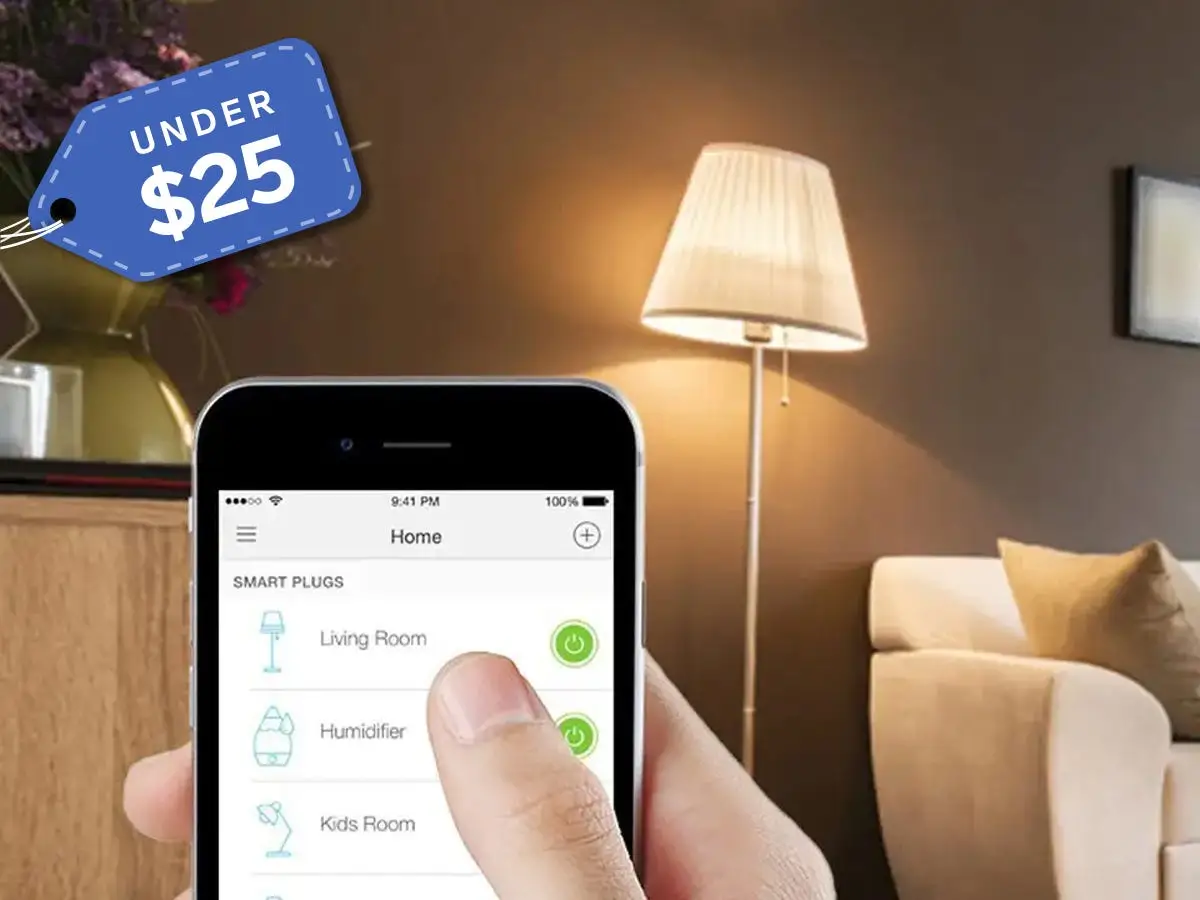 UNDER
$25
9:41 PM 100%
Home
SMART PLUGS
Living Room
Humidifier
Kids Room